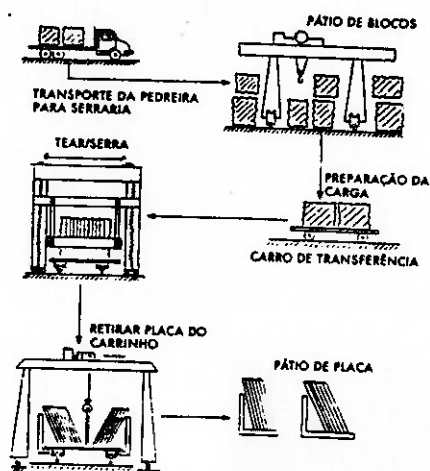 PÁTIO DE BLOCOS
TRANSPORTE DA PEDREIRA
PARA SERRARIA
TEAR/SERRA
PREPARAÇÃO DA
CARGA
CARRO DE TRANSFERÊNCIA
RETIRAR PLACA DO
CARRINHO
PÁTIO DE PLACA